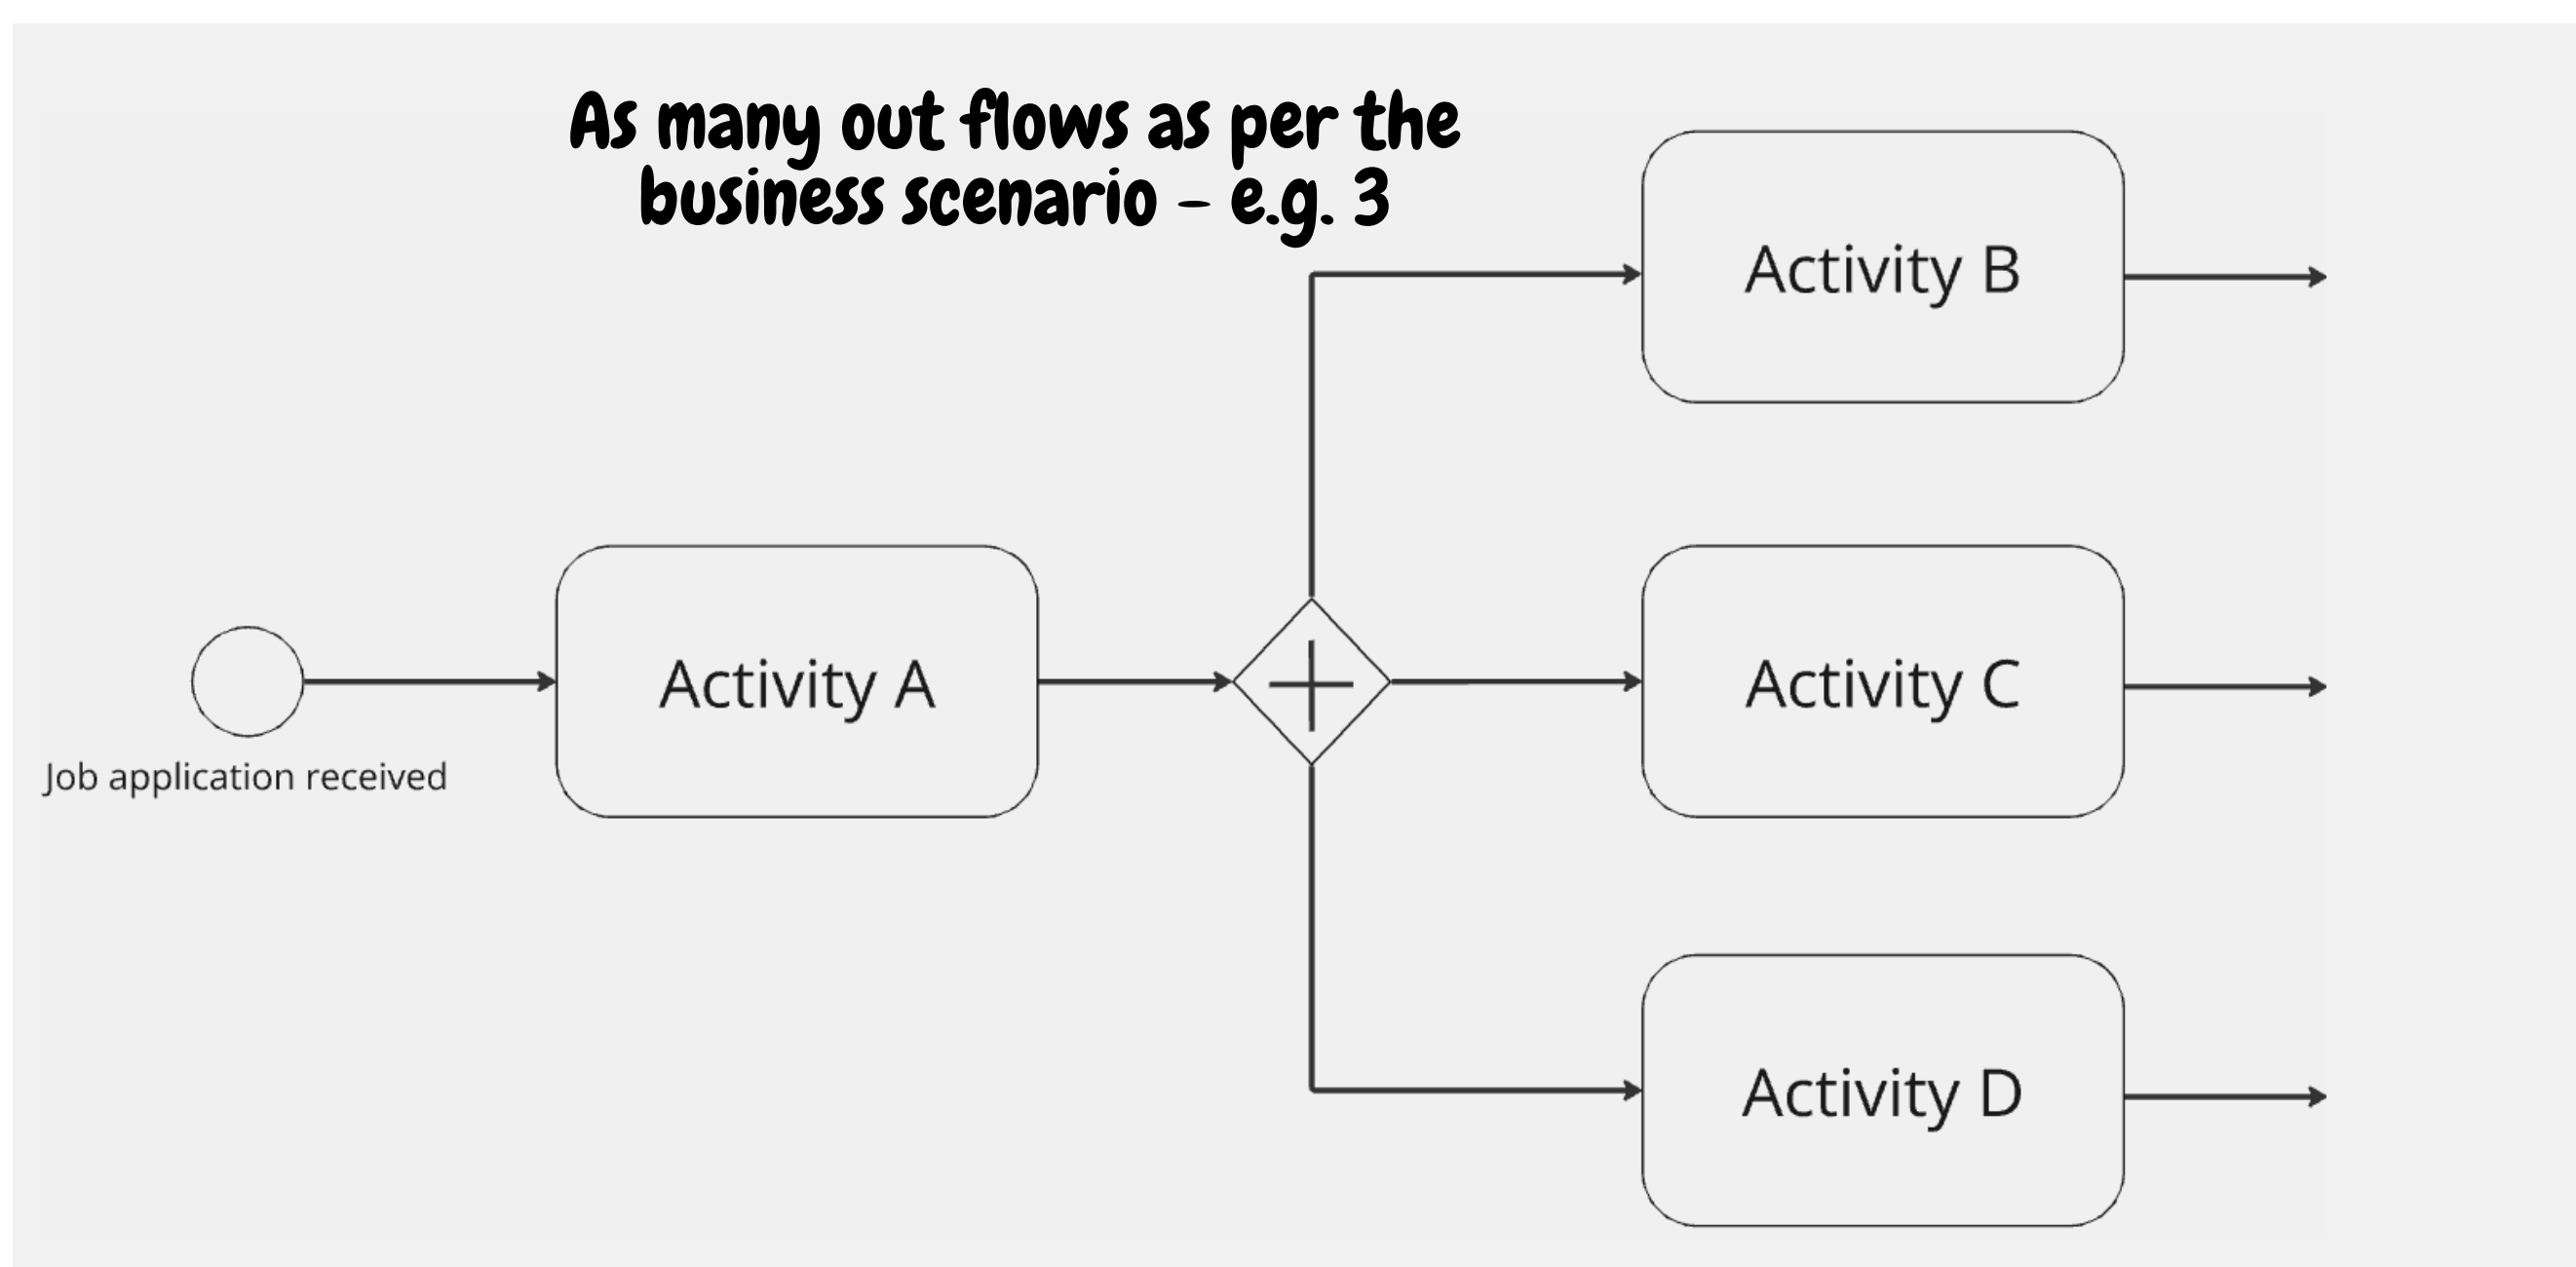 As many out flows as per the
business scenario - e.g. 3
Activity B
Activity A
Activity C
Job application received
Activity D